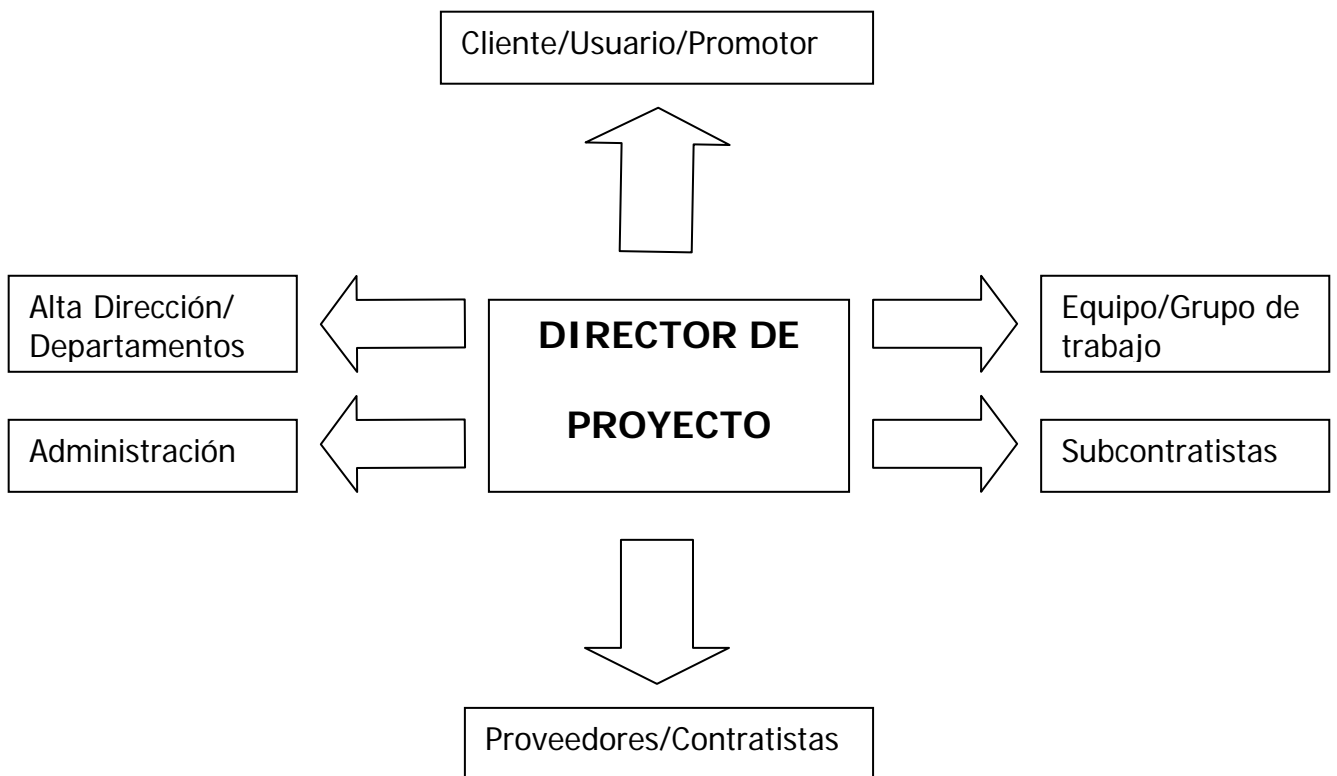 Cliente/Usuario/Promotor
Alta Dirección/
Departamentos
DIRECTOR DE
PROYECTO
Equipo/Grupo de
trabajo
Administración
Subcontratistas
Proveedores/Contratistas